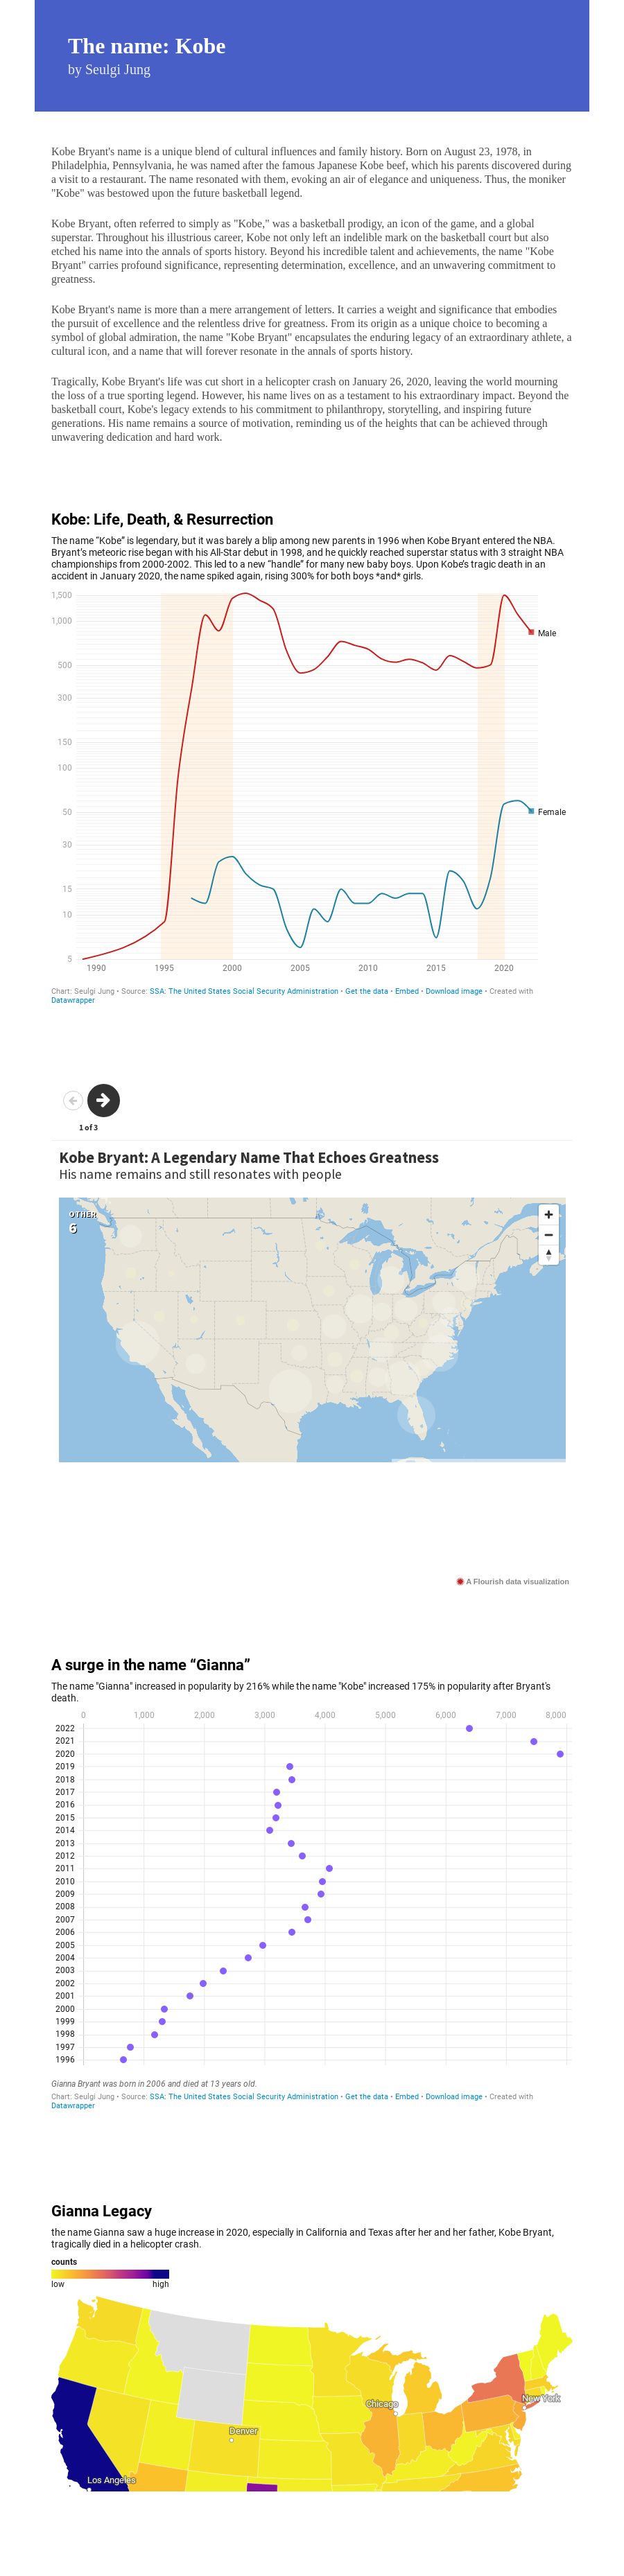 The name: Kobe
by Seulgi Jung
Kobe Bryant's name is a unique blend of cultural influences and family history. Born on August 23, 1978, in
Philadelphia, Pennsylvania, he was named after the famous Japanese Kobe beef, which his parents discovered during
a visit to a restaurant. The name resonated with them, evoking an air of elegance and uniqueness. Thus, the moniker
"Kobe" was bestowed upon the future basketball legend.
Kobe Bryant, often referred to simply as "Kobe," was a basketball prodigy, an icon of the game, and a global
superstar. Throughout his illustrious career, Kobe not only left an indelible mark on the basketball court but also
etched his name into the annals of sports history. Beyond his incredible talent and achievements, the name "Kobe
Bryant" carries profound significance, representing determination, excellence, and an unwavering commitment to
greatness.
Kobe Bryant's name is more than a mere arrangement of letters. It carries a weight and significance that embodies
the pursuit of excellence and the relentless drive for greatness. From its origin as a unique choice to becoming a
symbol of global admiration, the name "Kobe Bryant" encapsulates the enduring legacy of an extraordinary athlete, a
cultural icon, and a name that will forever resonate in the annals of sports history.
Tragically, Kobe Bryant's life was cut short in a helicopter crash on January 26, 2020, leaving the world mourning
the loss of a true sporting legend. However, his name lives on as a testament to his extraordinary impact. Beyond the
basketball court, Kobe's legacy extends to his commitment to philanthropy, storytelling, and inspiring future
generations. His name remains a source of motivation, reminding us of the heights that can be achieved through
unwavering dedication and hard work.
Kobe: Life, Death, & Resurrection
The name “Kobe” is legendary, but it was barely a blip among new parents in 1996 when Kobe Bryant entered the NBA.
Bryant’s meteoric rise began with his All-Star debut in 1998, and he quickly reached superstar status with 3 straight NBA
championships from 2000-2002. This led to a new “handle” for many new baby boys. Upon Kobe’s tragic death in an
accident in January 2020, the name spiked again, rising 300% for both boys *and* girls.
1,500
1,000
Male
500
300
150
100
50
Female
30
15
10
5
1990 1995 2000 2005 2010 2015 2020
Chart: Seulgi Jung • Source: SSA: The United States Social Security Administration • Get the data • Embed • Download image • Created with
Datawrapper
1 of 3
Kobe Bryant: A Legendary Name That Echoes Greatness
His name remains and still resonates with people
OTHER
6
A Flourish data visualization
A surge in the name “Gianna”
The name "Gianna" increased in popularity by 216% while the name "Kobe" increased 175% in popularity after Bryant's
death.
0 1,000 2,000 3,000 4,000 5,000 6,000 7,000 8,000
2022
2021
2020
2019
2018
2017
2016
2015
2014
2013
2012
2011
2010
2009
2008
2007
2006
2005
2004
2003
2002
2001
2000
1999
1998
1997
1996
Gianna Bryant was born in 2006 and died at 13 years old.
Chart: Seulgi Jung • Source: SSA: The United States Social Security Administration • Get the data • Embed • Download image • Created with
Datawrapper
Gianna Legacy
the name Gianna saw a huge increase in 2020, especially in California and Texas after her and her father, Kobe Bryant,
tragically died in a helicopter crash.
counts
low high
Chicago
New York
Denver
Los Angeles